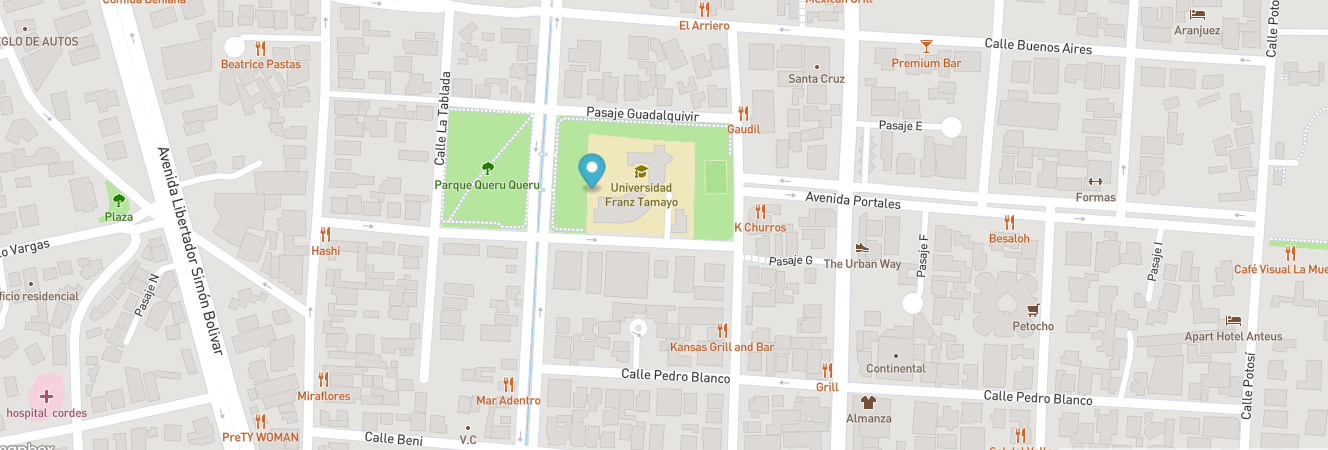 Comida Beniana
El Arriero
Mexican Grill
GLO DE AUTOS
Beatrice Pastas
Calle La Tablada
Pasaje Guadalquivir
Gaudil
Santa Cruz
Premium Bar
Calle Buenos Aires
Aranjuez
Calle Poto
Pasaje E
Avenida Libertador Simón Bolivar
Parque Queru Queru
Universidad
Franz Tamayo
Plaza
Avenida Portales
Formas
K Churros
Besaloh
Hashi
o Vargas
Pasaje N
ficio residencial
Pasaje G
The Urban Way
Pasaje F
Pasaje I
Café Visual La Mue
Petocho
Apart Hotel Anteus
Kansas Grill and Bar
Calle Pedro Blanco
Continental
Grill
Calle Pedro Blanco
Calle Potosí
hospital cordes
Miraflores
Mar Adentro
Almanza
PreTY WOMAN
Calle Beni
V.C
apbox